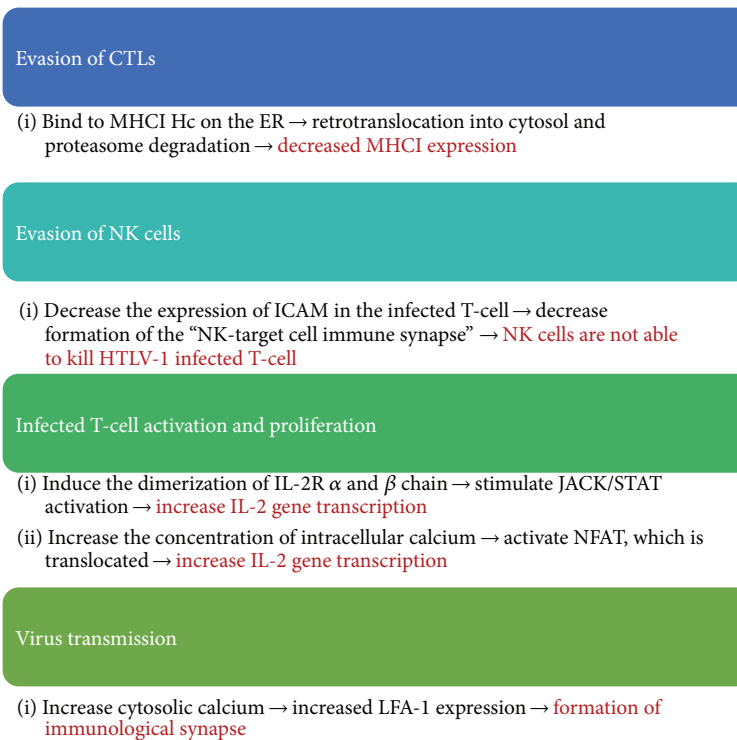 Evasion of CTLs
(i) Bind to MHCI Hc on the ER → retrotranslocation into cytosol and
proteasome degradation → decreased MHCI expression
Evasion of NK cells
(i) Decrease the expression of ICAM in the infected T-cell → decrease
formation of the “NK-target cell immune synapse” → NK cells are not able
to kill HTLV-1 infected T-cell
Infected T-cell activation and proliferation
(i) Induce the dimerization of IL-2R α and β chain → stimulate JACK/STAT
activation → increase IL-2 gene transcription
(ii) Increase the concentration of intracellular calcium → activate NFAT, which is
translocated → increase IL-2 gene transcription
Virus transmission
(i) Increase cytosolic calcium → increased LFA-1 expression → formation of
immunological synapse